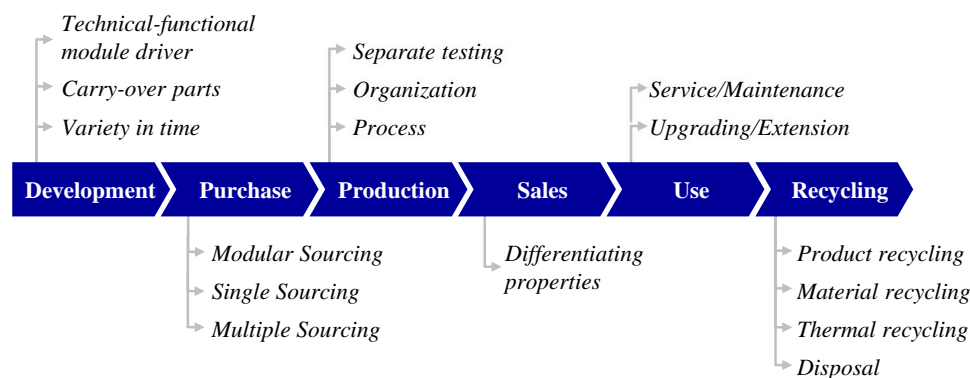 Technical-functional
module driver
Carry-over parts
Variety in time
Separate testing
Organization
Process
Service/Maintenance
Upgrading/Extension
Development
Purchase
Production
Sales
Use
Recycling
Modular Sourcing
Single Sourcing
Multiple Sourcing
Differentiating
properties
Product recycling
Material recycling
Thermal recycling
Disposal